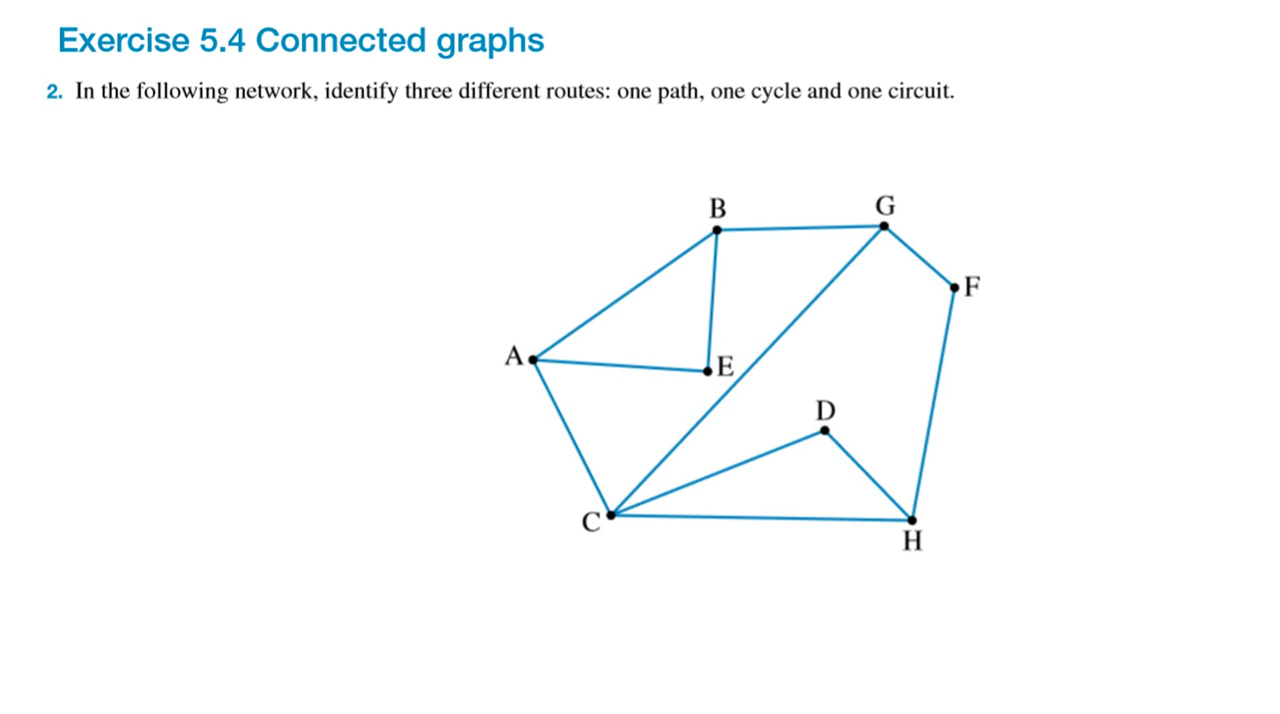 Exercise 5.4 Connected graphs
2. In the following network, identify three different routes: one path, one cycle and one circuit.
B
G
F
A
E
D
C
H